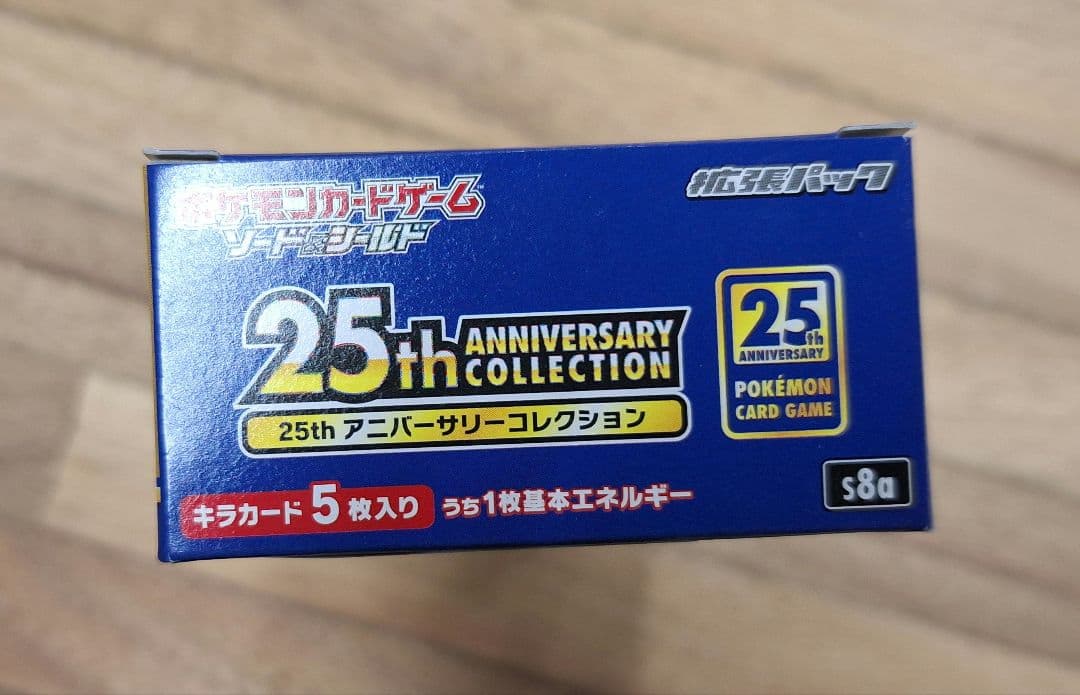 ポケモンカードゲーム™
ソード&シールド
拡張パック
25th ANNIVERSARY
COLLECTION
25th アニバーサリーコレクション
25th
ANNIVERSARY
POKÉMON
CARD GAME
キラカード5枚入り うち1枚基本エネルギー
s8a